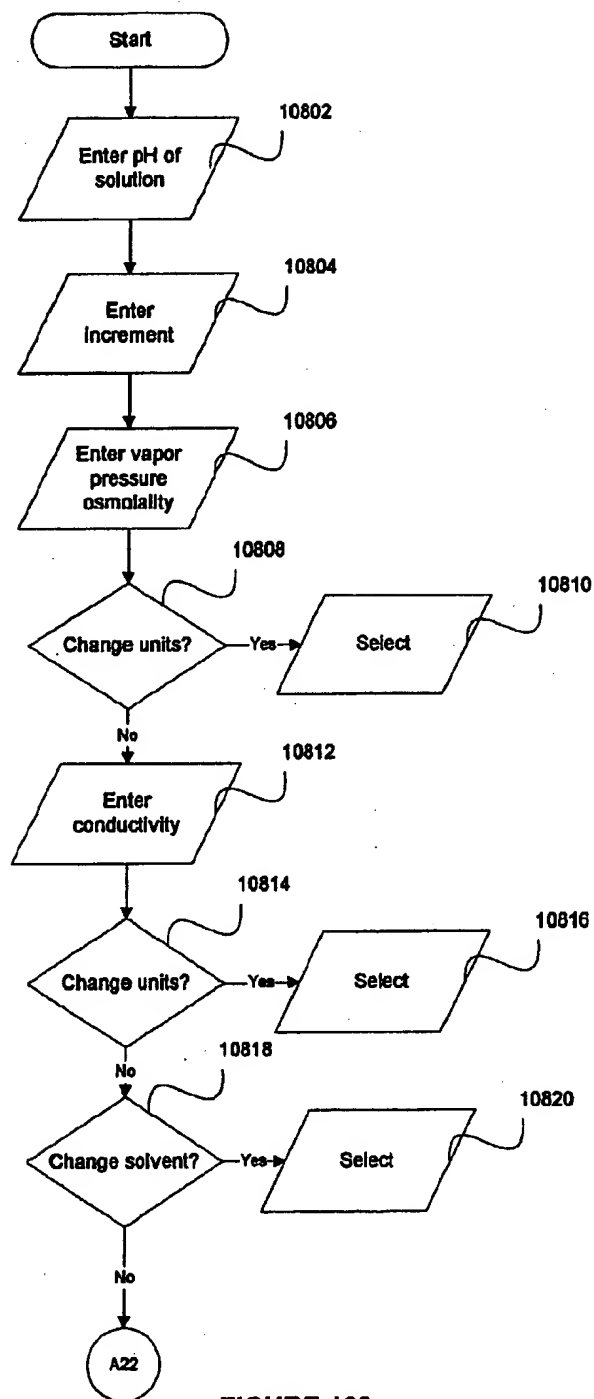 Start
10802
Enter pH of
solution
10804
Enter
increment
10806
Enter vapor
pressure
osmolality
10808
10810
Change units?
Yes
Select
No
10812
Enter
conductivity
10814
10816
Change units?
Yes
Select
No
10818
10820
Change solvent?
Yes
Select
No
A22